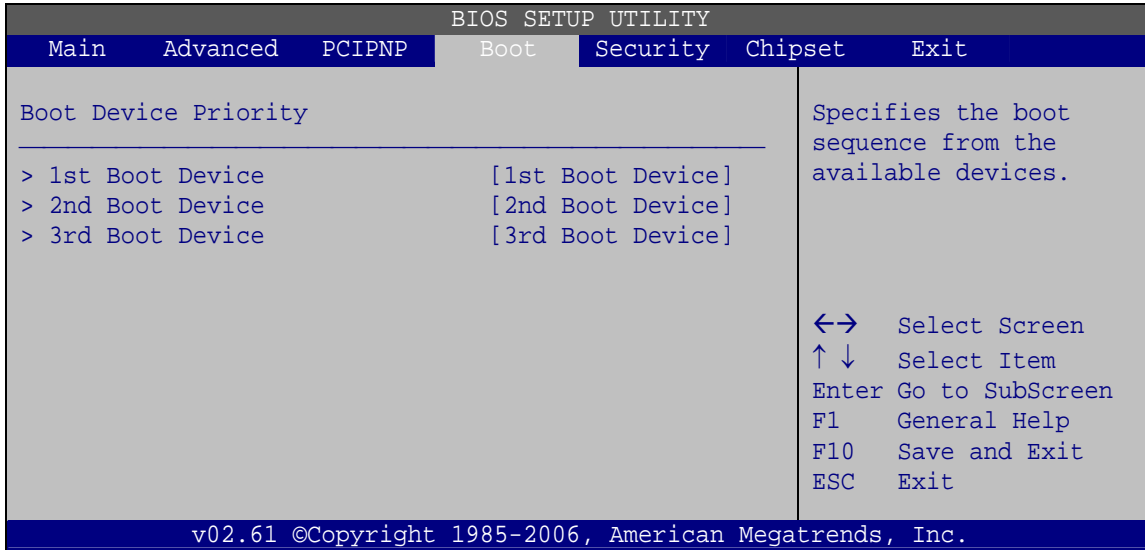 BIOS SETUP UTILITY
Main Advanced PCIPNP Boot Security Chipset Exit
Boot Device Priority
> 1st Boot Device [1st Boot Device]
> 2nd Boot Device [2nd Boot Device]
> 3rd Boot Device [3rd Boot Device]
Specifies the boot
sequence from the
available devices.
←→ Select Screen
↑ ↓ Select Item
Enter Go to SubScreen
F1 General Help
F10 Save and Exit
ESC Exit
v02.61 ©Copyright 1985-2006, American Megatrends, Inc.